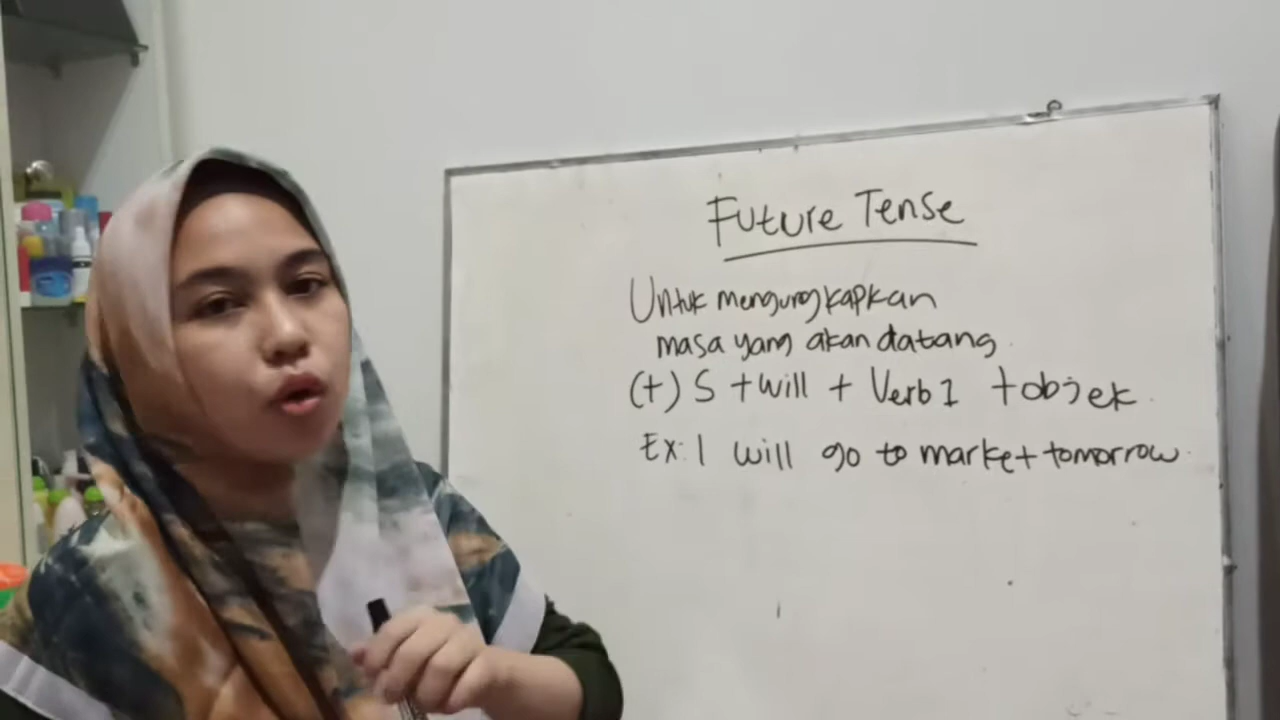 Future Tense
Untuk mengungkapkan
masa yang akan datang.
(+) S + will + Verb 1 + objek.
Ex: I will go to market tomorrow.